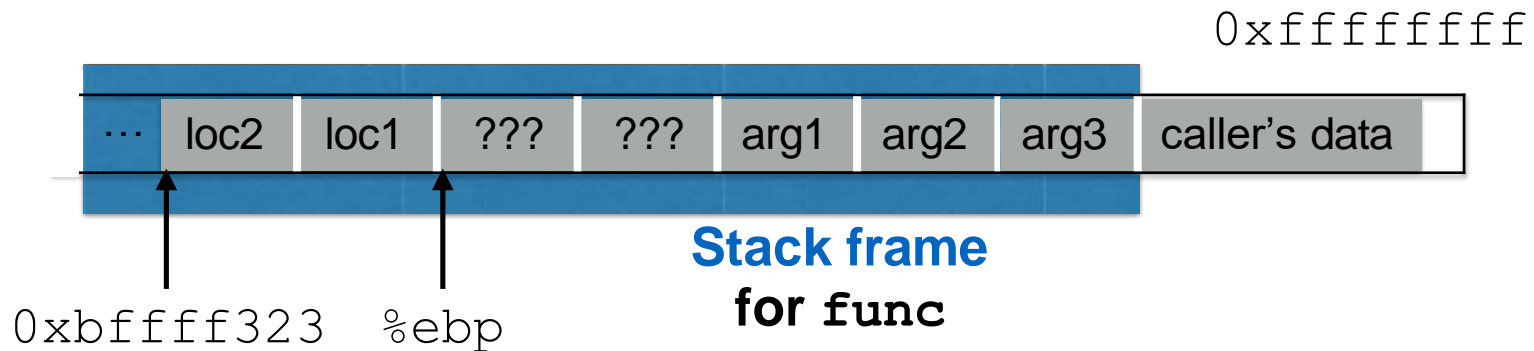 0xffffffff
… loc2 loc1 ??? ??? arg1 arg2 arg3 caller's data
Stack frame
for func
0xbffff323 %ebp